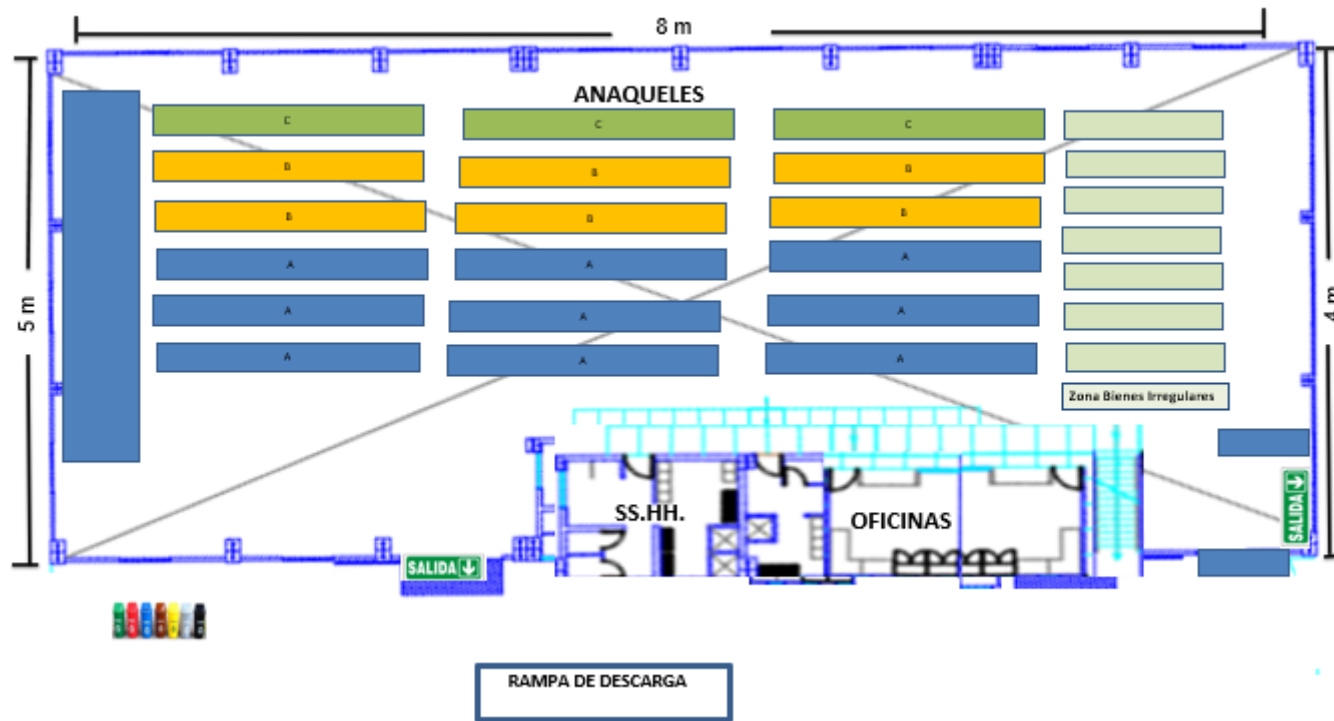 8 m
ANAQUELES
C
C
C
B
B
B
B
B
B
A
A
A
A
A
A
A
A
A
5 m
4 m
Zona Bienes Irregulares
SS.HH.
OFICINAS
SALIDA
SALIDA
RAMPA DE DESCARGA